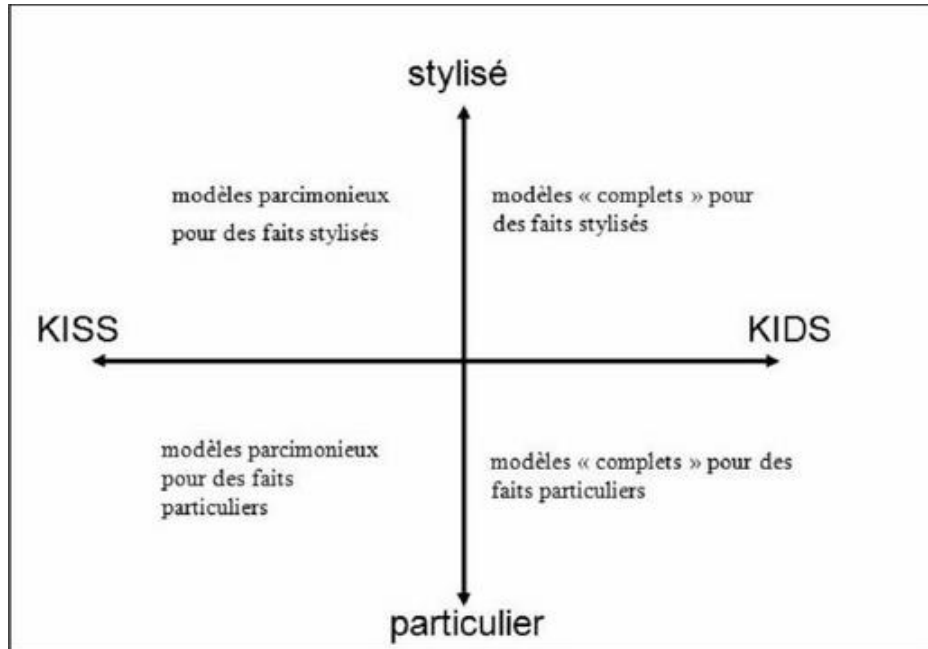 stylisé
modèles parcimonieux
pour des faits stylisés
modèles « complets » pour
des faits stylisés
KISS
KIDS
modèles parcimonieux
pour des faits
particuliers
modèles « complets » pour des
faits particuliers
particulier